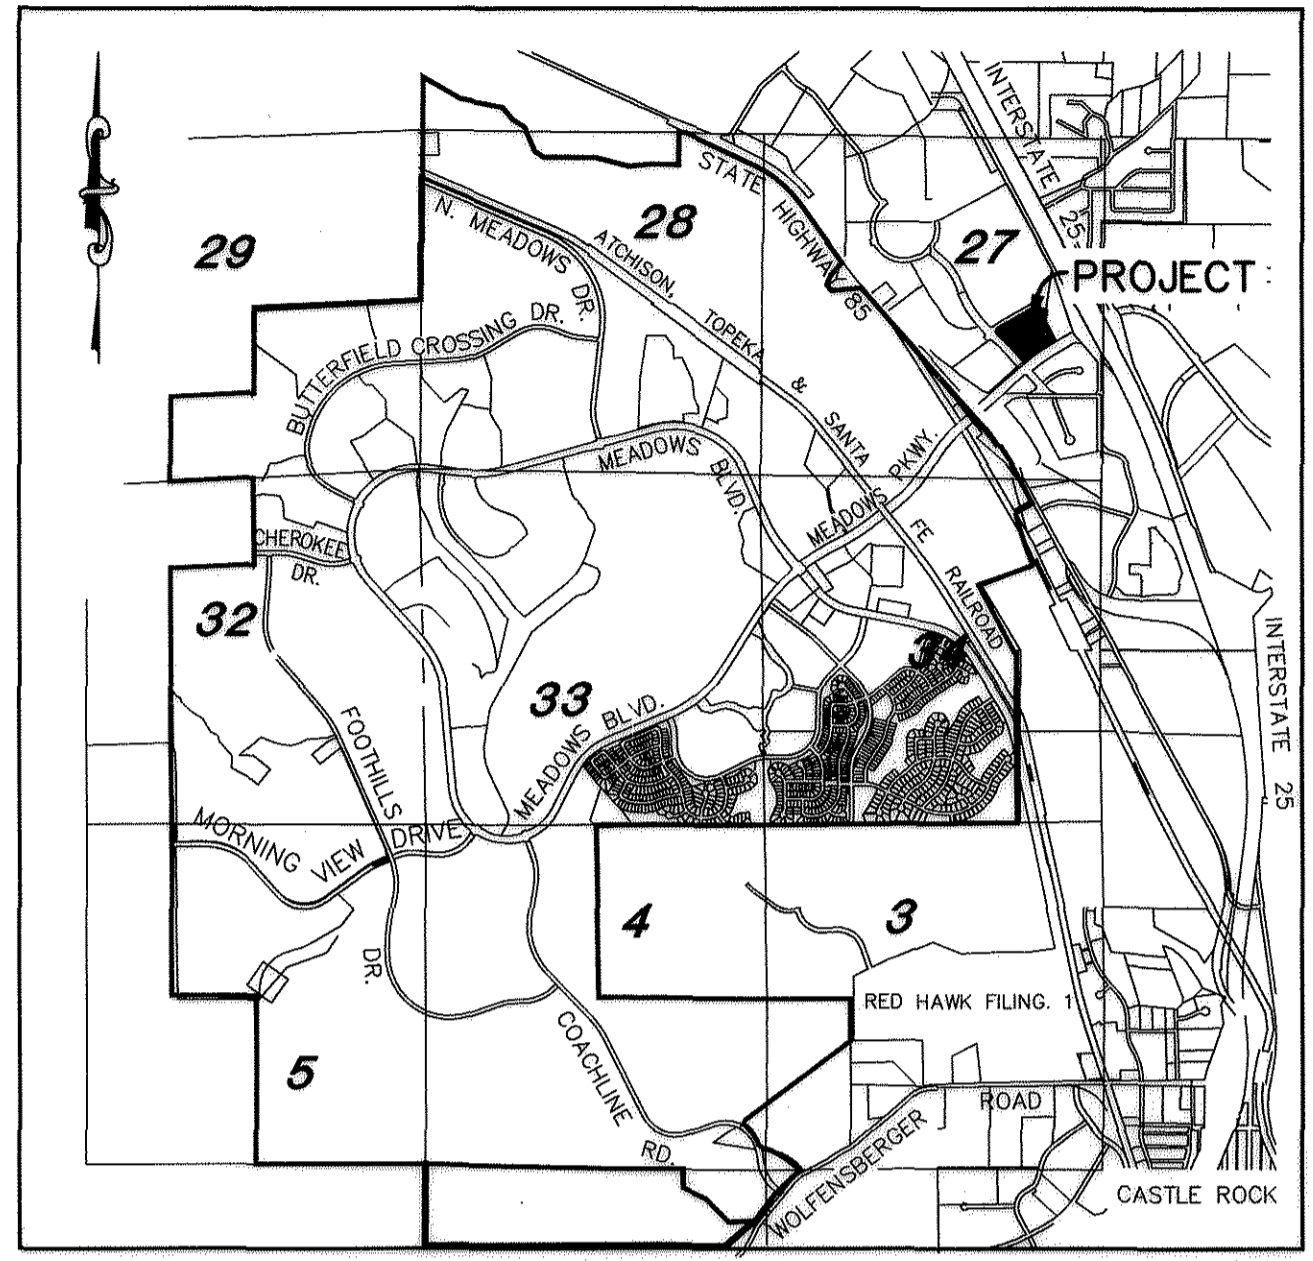 INTERSTATE 25
STATE HIGHWAY 85
28
27
29
PROJECT
N. MEADOWS DR.
ATCHISON, TOPEKA & SANTA FE RAILROAD
BUTTERFIELD CROSSING DR.
MEADOWS BLVD.
MEADOWS PKWY.
CHEROKEE DR.
32
34
33
INTERSTATE 25
MEADOWS BLVD.
FOOTHILLS DR.
MORNING VIEW DRIVE
4
3
RED HAWK FILING. 1
5
COACHLINE RD.
WOLFENSBERGER ROAD
CASTLE ROCK